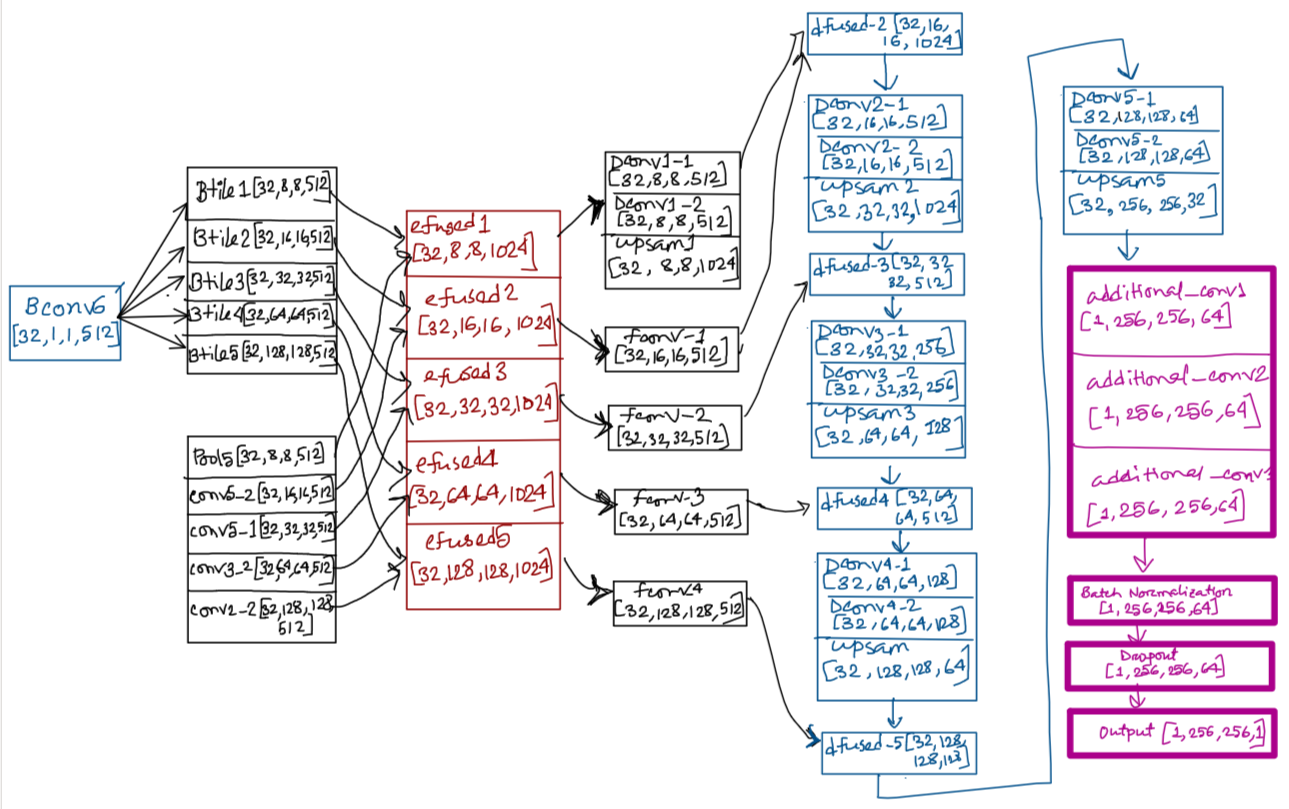 Bconv6
[32,1,1,512]
Btile1[32,8,8,512]
Btile2[32,16,16,512]
Btile3[32,32,32,512]
Btile4[32,64,64,512]
Btile5[32,128,128,512
Pool5[32,8,8,512]
conv5-2[32,16,16,512]
conv5-1[32,32,32,512]
conv3-2[32,64,64,512]
conv2-2[32,128,128
512]
efused1
[32,8,8,1024]
efused2
[32,16,16,1024]
efused3
[32,32,32,1024]
efused4
[32,64,64,1024]
efused5
[32,128,128,1024]
Dconv1-1
[32,8,8,512]
Dconv1-2
[32,8,8,512]
upsam1
[32, 8,8,1024]
fconv-1
[32,16,16,512]
fconv-2
[32,32,32,512]
fconv-3
[32,64,64,512]
fconv4
[32,128,128,512]
dfused-2[32,16,
16,1024]
Dconv2-1
[32,16,16,512]
Dconv2-2
[32,16,16,512]
upsam2
[32,32,32,1024]
dfused-3[32,32
32,512]
Dconv3-1
[32,32,32,256]
Dconv3-2
[32,32,32,256]
upsam3
[32,64,64,128]
dfused4[32,64,
64,512]
Dconv4-1
[32,64,64,128]
Dconv4-2
[32,64,64,128]
upsam
[32,128,128,64]
dfused-5[32,128,
128,128]
Dconv5-1
[32,128,128,64]
Dconv5-2
[32,128,128,64]
upsam5
[32,256,256,32]
additional_conv1
[1,256,256,64]
additional_conv2
[1,256,256,64]
additional_conv3
[1,256,256,64]
Batch Normalization
[1,256,256,64]
Dropout
[1,256,256,64]
Output [1,256,256,1]